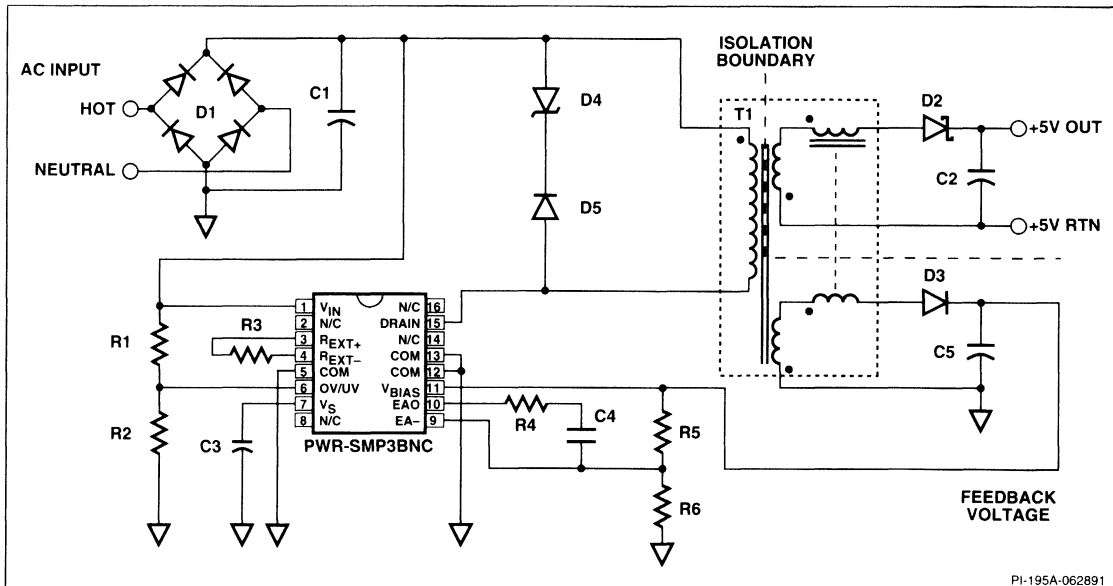 ISOLATION
BOUNDARY
AC INPUT
HOT
NEUTRAL
D1
C1
D4
D5
T1
D2
+5V OUT
C2
+5V RTN
D3
C5
R1
R2
R3
C3
1 VIN
2 N/C
3 REXT+
4 REXT–
5 COM
6 OV/UV
7 VS
8 N/C
N/C 16
DRAIN 15
N/C 14
COM 13
COM 12
VBIAS 11
EAO 10
EA– 9
PWR-SMP3BNC
R4
C4
R5
R6
FEEDBACK
VOLTAGE
PI-195A-062891